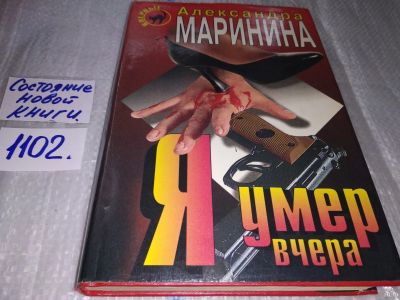 Александра
МАРИНИНА
Состояние
новой
книги.
1102.
Я умер
вчера